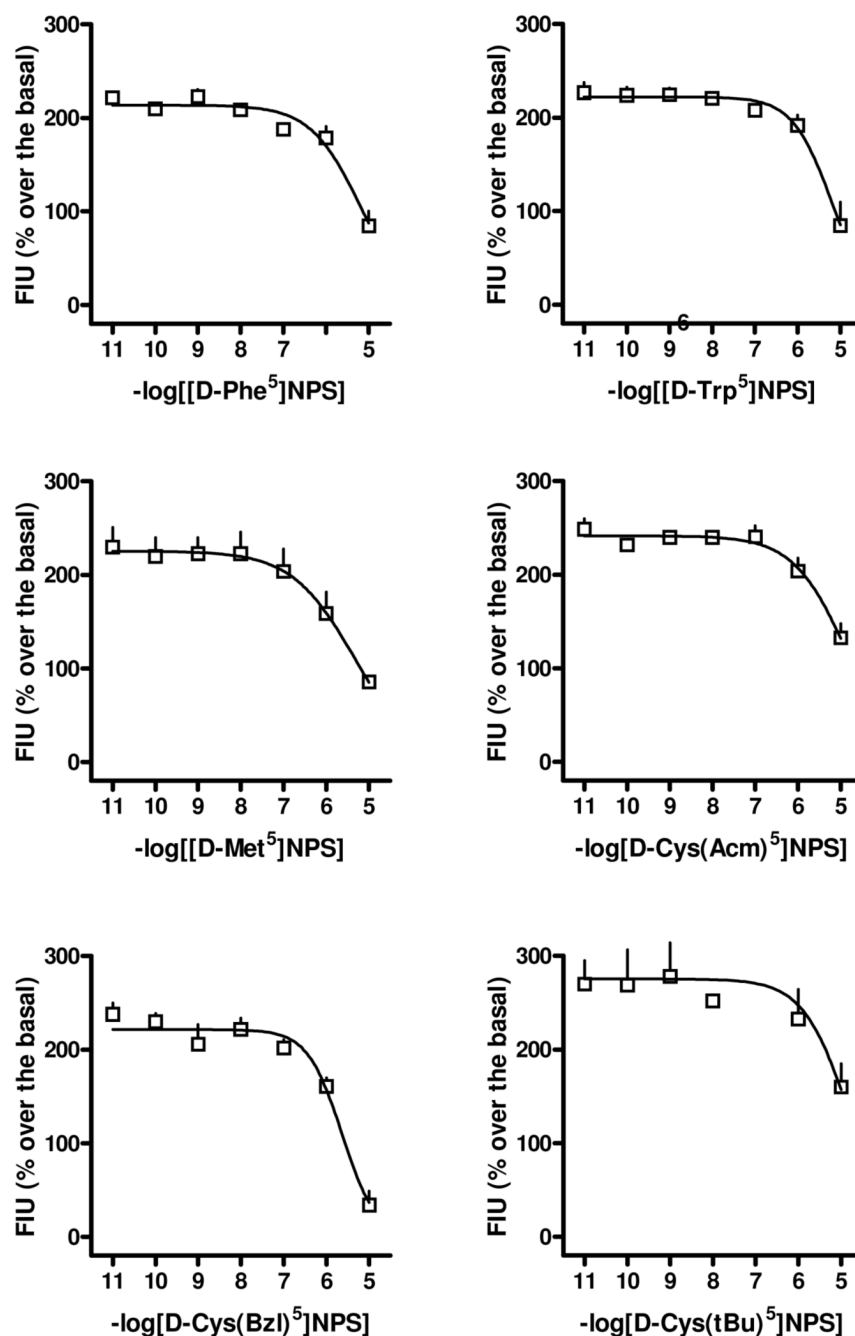 300
200
100
0
FIU (% over the basal)
11 10 9 8 7 6 5
-log[[D-Phe⁵]NPS]
300
200
100
0
FIU (% over the basal)
6
11 10 9 8 7 6 5
-log[[D-Trp⁵]NPS]
300
200
100
0
FIU (% over the basal)
11 10 9 8 7 6 5
-log[[D-Met⁵]NPS]
300
200
100
0
FIU (% over the basal)
11 10 9 8 7 6 5
-log[D-Cys(Acm)⁵]NPS]
300
200
100
0
FIU (% over the basal)
11 10 9 8 7 6 5
-log[D-Cys(Bzl)⁵]NPS]
300
200
100
0
FIU (% over the basal)
11 10 9 8 7 6 5
-log[D-Cys(tBu)⁵]NPS]